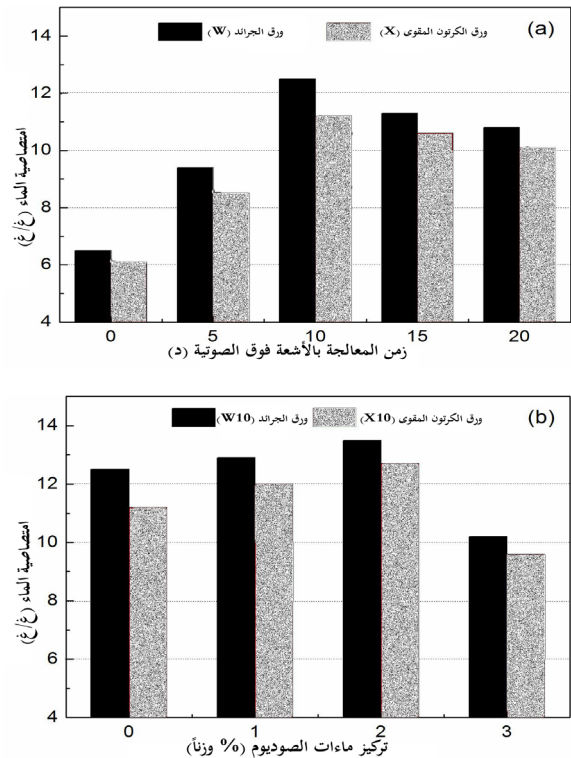 (a)
ورق الجرائد (W) ورق الكرتون المقوى (X)
امتصاصية الماء (غ/غ)
14
12
10
8
6
4
0 5 10 15 20
زمن المعالجة بالأشعة فوق الصوتية (د)
(b)
ورق الجرائد (W10) ورق الكرتون المقوى (X10)
امتصاصية الماء (غ/غ)
14
12
10
8
6
4
0 1 2 3
تركيز ماءات الصوديوم (% وزناً)